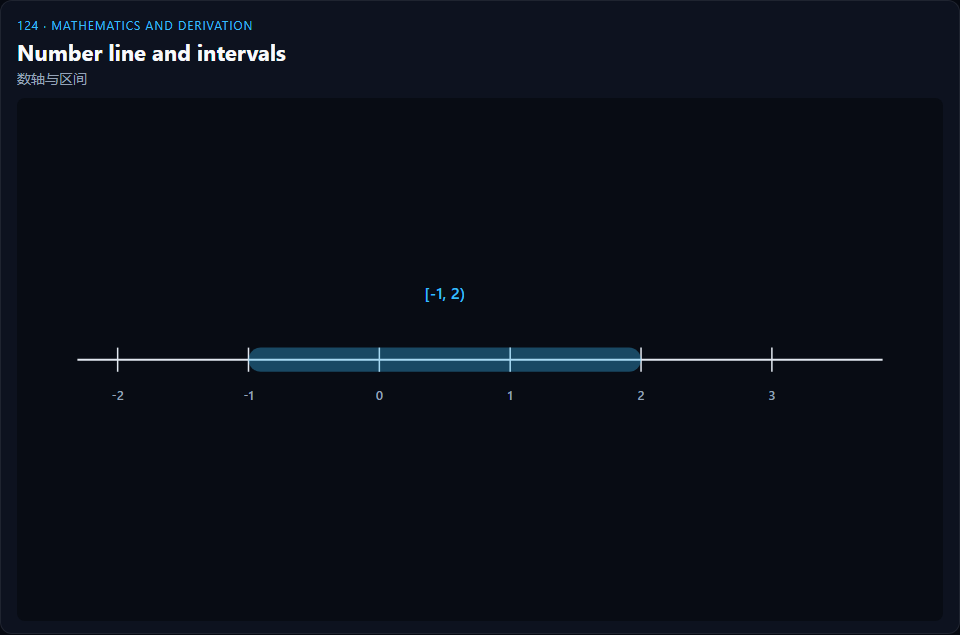 124 · MATHEMATICS AND DERIVATION
Number line and intervals
数轴与区间
[-1, 2)
-2 -1 0 1 2 3